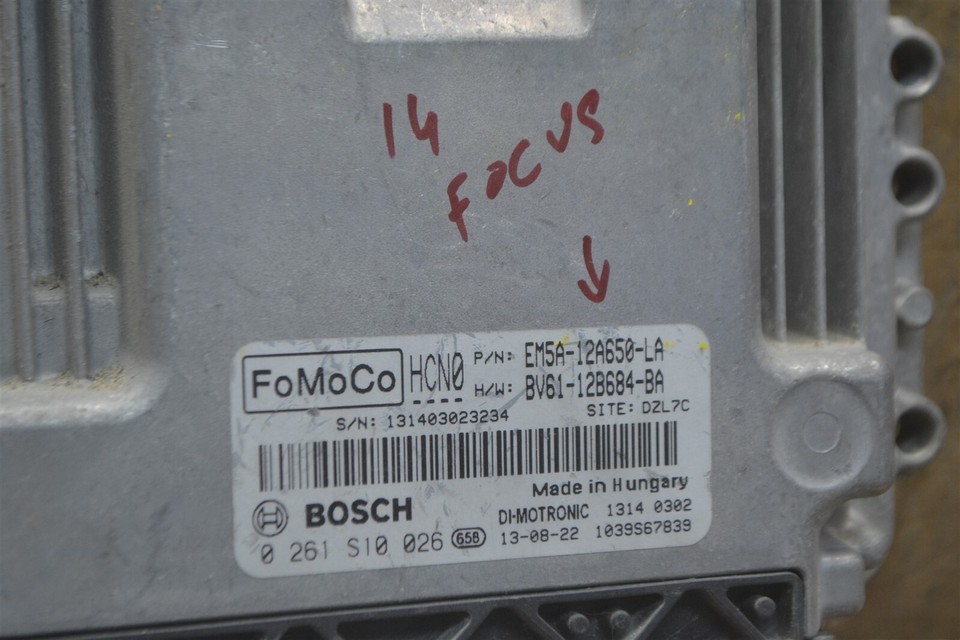 14
FOCUS
FoMoCo HCN0 P/N: EM5A-12A650-LA
H/W: BV61-12B684-BA
S/N: 131403023234 SITE: DZL7C
Made in Hungary
BOSCH DI-MOTRONIC 1314 0302
0 261 S10 026 658 13-08-22 1039S67839